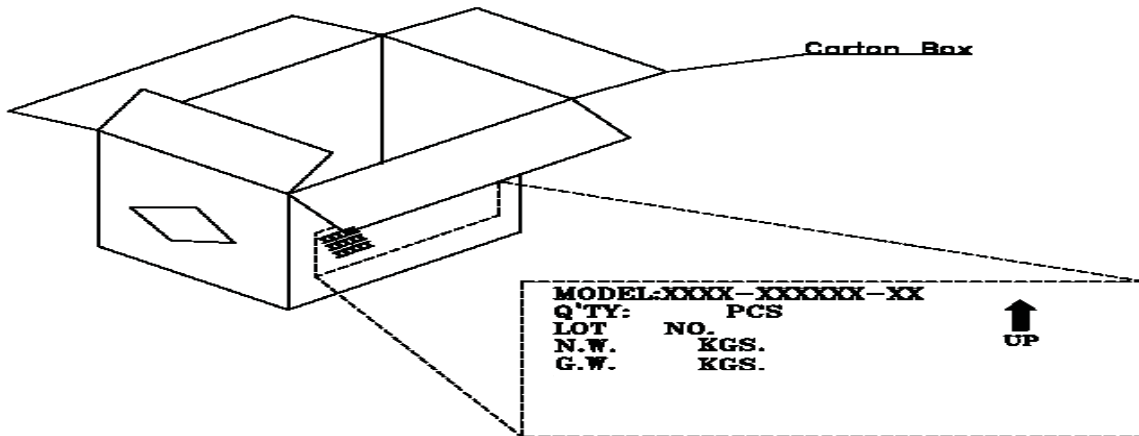 Carton Box
MODEL:XXXX-XXXXXX-XX
Q'TY: PCS
UP
LOT NO.
N.W. KGS.
G.W. KGS.